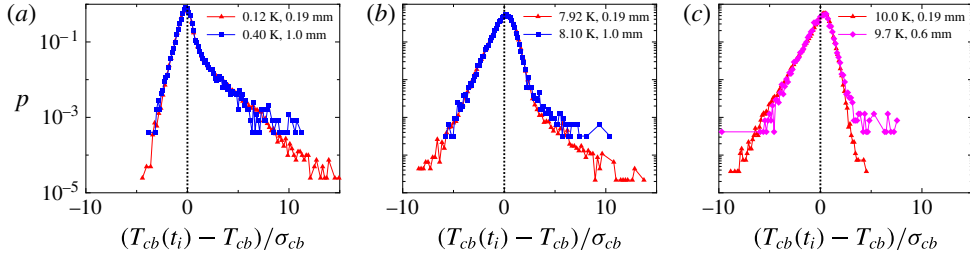 (a)
0.12 K, 0.19 mm
0.40 K, 1.0 mm
p
10⁻¹
10⁻³
10⁻⁵
−10 0 10
(T_cb(t_i) − T_cb)/σ_cb
(b)
7.92 K, 0.19 mm
8.10 K, 1.0 mm
−10 0 10
(T_cb(t_i) − T_cb)/σ_cb
(c)
10.0 K, 0.19 mm
9.7 K, 0.6 mm
−10 −5 0 10
(T_cb(t_i) − T_cb)/σ_cb